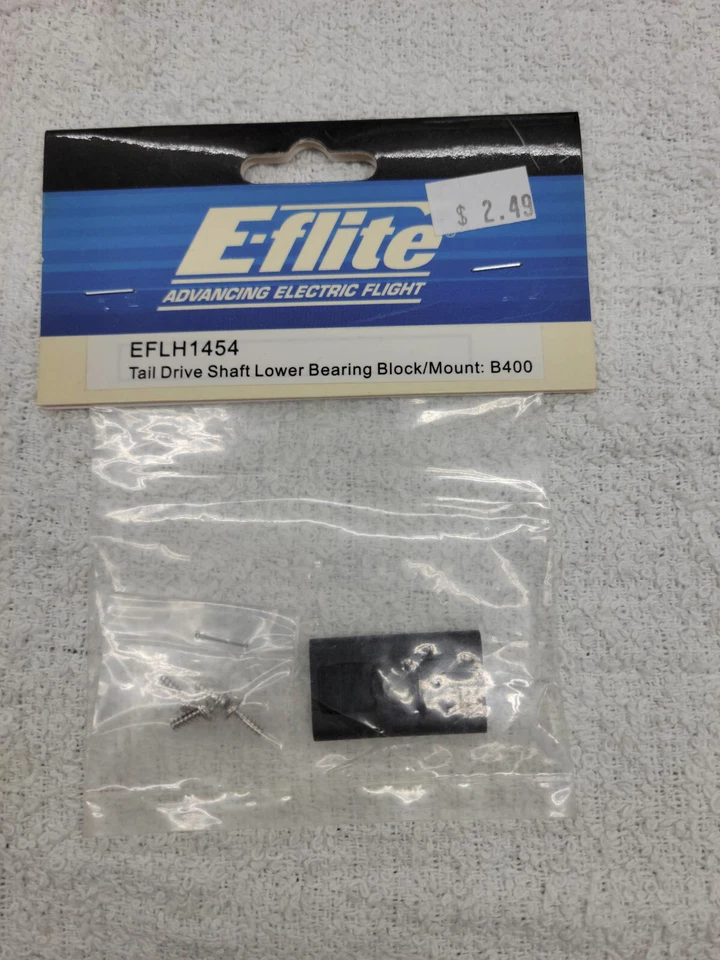 $ 2.49
E-flite®
ADVANCING ELECTRIC FLIGHT
EFLH1454
Tail Drive Shaft Lower Bearing Block/Mount: B400